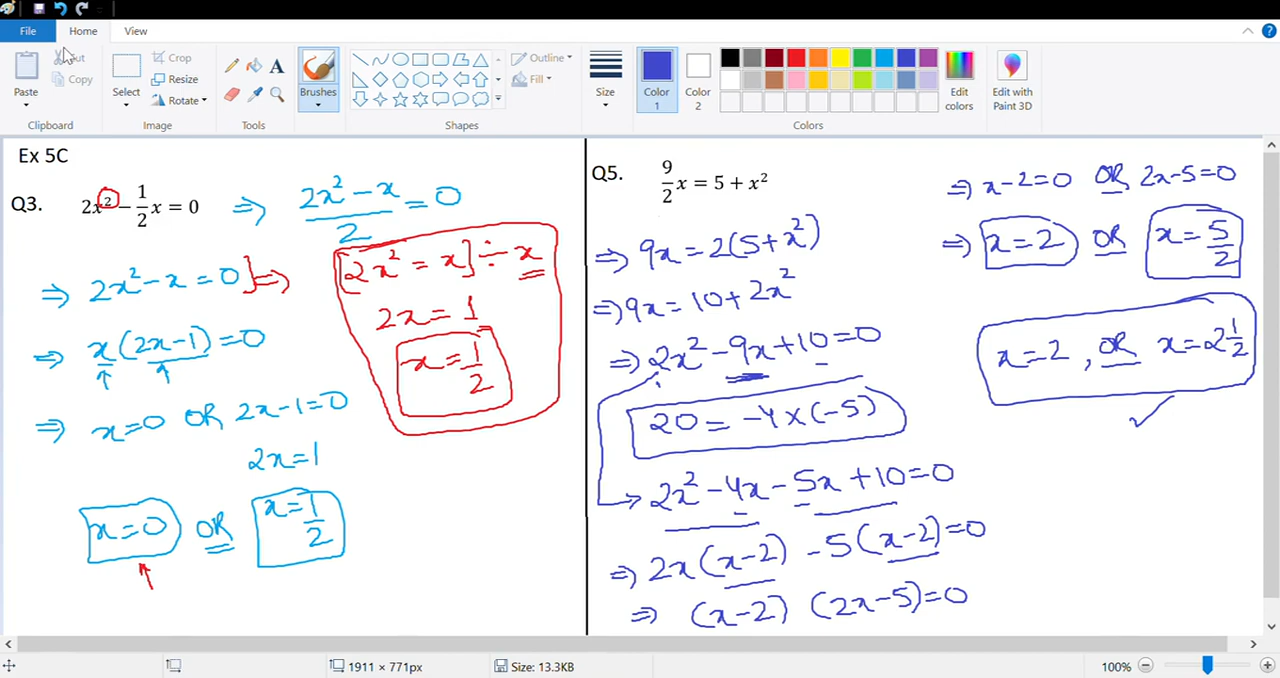 File Home View
Paste Cut Copy
Clipboard
Select Crop Resize Rotate
Image
A
Tools
Brushes
Outline Fill
Shapes
Size
Color 1
Color 2
Edit colors
Colors
Edit with Paint 3D
Ex 5C
Q3. 2x² − 1/2 x = 0 ⇒ (2x² − x)/2 = 0
⇒ 2x² − x = 0 ] ⇒
⇒ x(2x−1) = 0
⇒ x=0 OR 2x−1=0
2x=1
x=0 OR x=1/2
[2x² = x] ÷ x
2x = 1
x = 1/2
Q5. 9/2 x = 5 + x²
⇒ 9x = 2(5+x²)
⇒ 9x = 10 + 2x²
⇒ 2x² − 9x + 10 = 0
20 = −4×(−5)
2x² − 4x − 5x + 10 = 0
⇒ 2x(x−2) −5(x−2) = 0
⇒ (x−2) (2x−5) = 0
⇒ x−2=0 OR 2x−5=0
⇒ x=2 OR x=5/2
x=2, OR x=2 1/2
1911 × 771px Size: 13.3KB 100%